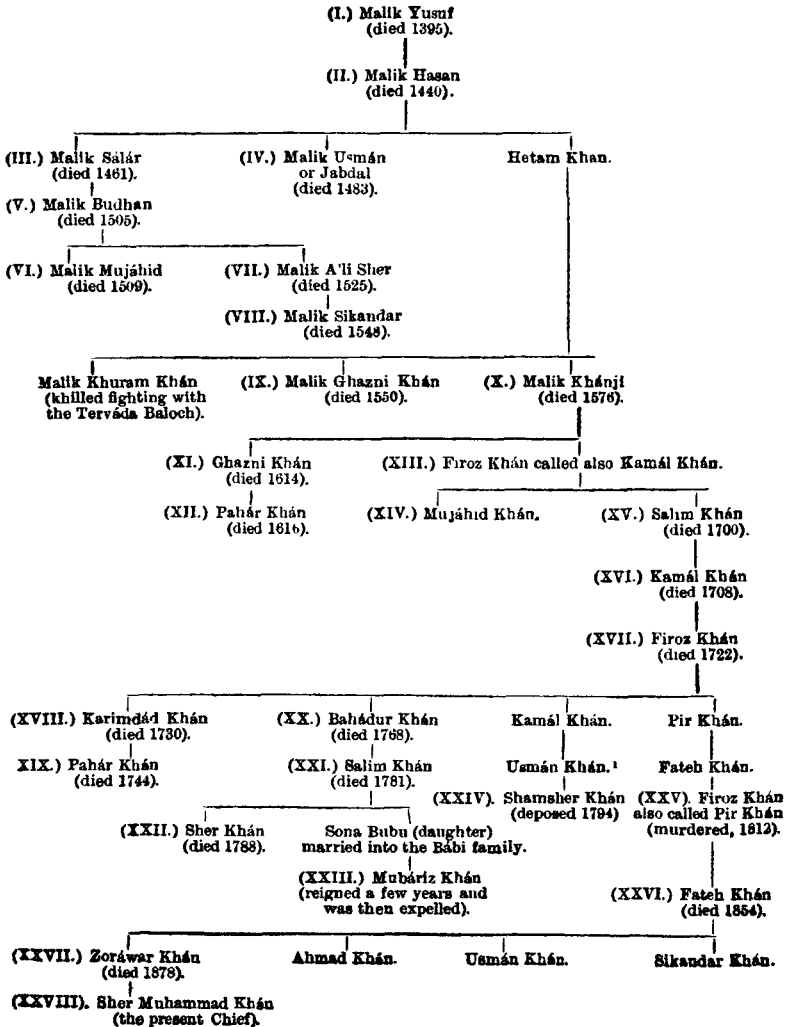 (I.) Malik Yusuf
(died 1395).
(II.) Malik Hasan
(died 1440).
(III.) Malik Sálár
(died 1461).
(IV.) Malik Usmán
or Jabdal
(died 1483).
Hetam Khan.
(V.) Malik Budhan
(died 1505).
(VI.) Malik Mujáhid
(died 1509).
(VII.) Malik A'li Sher
(died 1525).
(VIII.) Malik Sikandar
(died 1548).
Malik Khuram Khán
(khilled fighting with
the Terváda Baloch).
(IX.) Malik Ghazni Khán
(died 1550).
(X.) Malik Khánji
(died 1576).
(XI.) Ghazni Khán
(died 1614).
(XIII.) Firoz Khán called also Kamál Khán.
(XII.) Pahár Khán
(died 1616).
(XIV.) Mujáhid Khán.
(XV.) Salim Khán
(died 1700).
(XVI.) Kamál Khán
(died 1708).
(XVII.) Firoz Khán
(died 1722).
(XVIII.) Karimdád Khán
(died 1730).
(XX.) Bahádur Khán
(died 1768).
Kamál Khán.
Pir Khán.
XIX.) Pahár Khán
(died 1744).
(XXI.) Salim Khán
(died 1781).
Usmán Khán.¹
Fateh Khán.
(XXIV). Shamsher Khán
(deposed 1794)
(XXV). Firoz Khán
also called Pir Khán
(murdered, 1812).
(XXII.) Sher Khán
(died 1788).
Sona Bubu (daughter)
married into the Bábi family.
(XXIII.) Mubáriz Khán
(reigned a few years and
was then expelled).
(XXVI.) Fateh Khán
(died 1854).
(XXVII.) Zoráwar Khán
(died 1878).
Ahmad Khán.
Usmán Khán.
Sikandar Khán.
(XXVIII). Sher Muhammad Khán
(the present Chief).